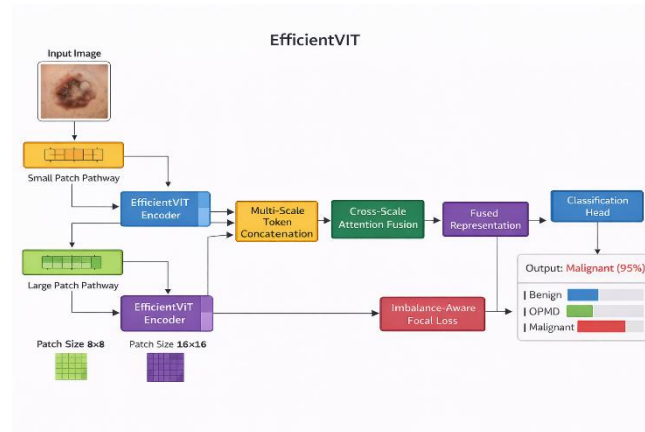 EfficientVIT
Input Image
Small Patch Pathway
EfficientVIT
Encoder
Multi-Scale
Token
Concatenation
Cross-Scale
Attention Fusion
Fused
Representation
Classification
Head
Output: Malignant (95%)
Benign
OPMD
Malignant
Large Patch Pathway
EfficientViT
Encoder
Imbalance-Aware
Focal Loss
Patch Size 8×8
Patch Size 16×16